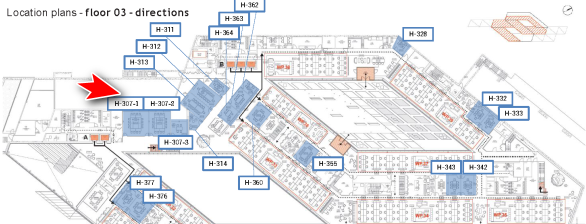 Location plans - floor 03 - directions
H-362
H-363
H-364
H-311
H-312
H-313
H-328
B
H-307-1
H-307-2
H-332
H-333
A
H-307-3
H-314
H-360
H-355
H-343
H-342
H-377
H-376